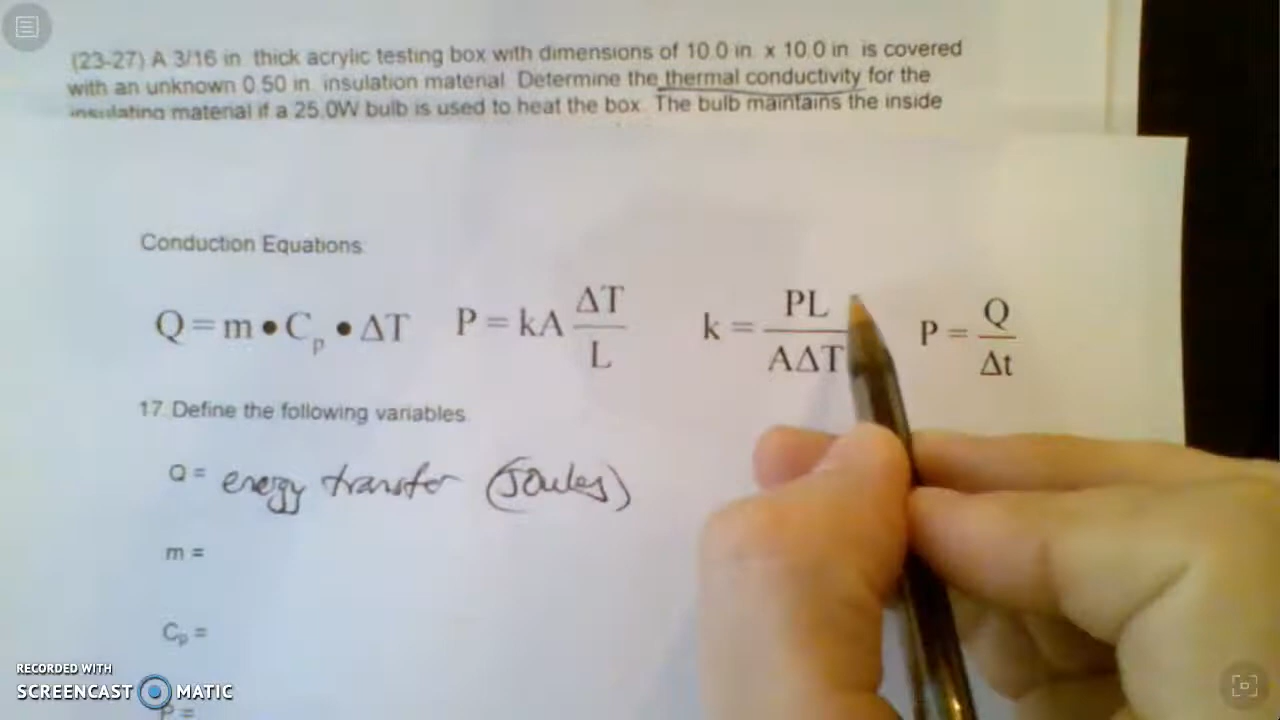 (23-27) A 3/16 in thick acrylic testing box with dimensions of 10.0 in. x 10.0 in. is covered
with an unknown 0.50 in. insulation material. Determine the thermal conductivity for the
insulating material if a 25.0W bulb is used to heat the box. The bulb maintains the inside
Conduction Equations:
Q = m • Cp • ΔT P = kA ΔT/L k = PL/AΔT P = Q/Δt
17. Define the following variables.
Q = energy transfer (Joules)
m =
Cp =
P =
RECORDED WITH
SCREENCAST MATIC